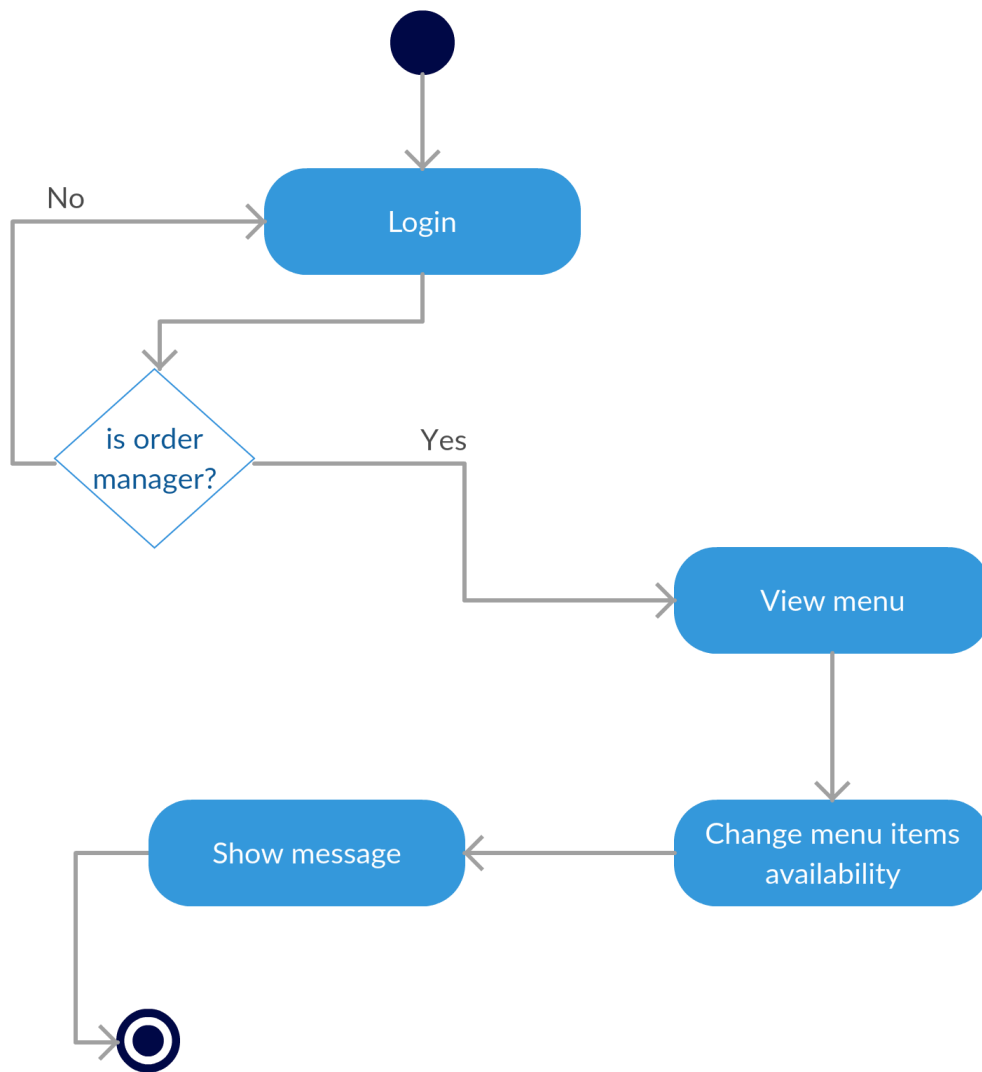 No
Login
is order
manager?
Yes
View menu
Change menu items
availability
Show message